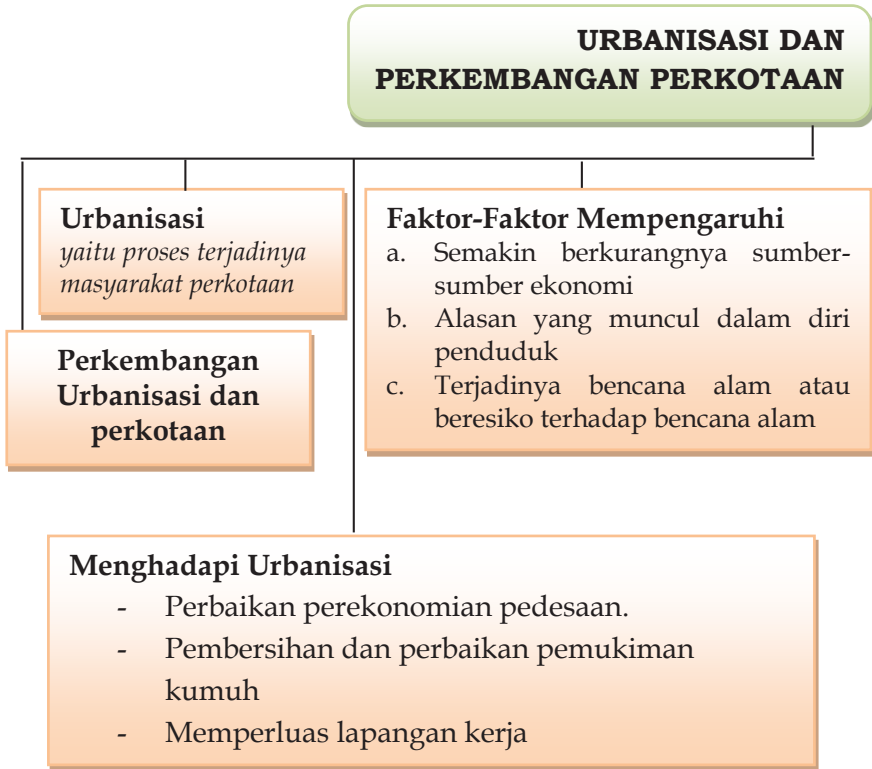 URBANISASI DAN
PERKEMBANGAN PERKOTAAN
Urbanisasi
yaitu proses terjadinya
masyarakat perkotaan
Faktor-Faktor Mempengaruhi
a. Semakin berkurangnya sumber-
sumber ekonomi
b. Alasan yang muncul dalam diri
penduduk
c. Terjadinya bencana alam atau
beresiko terhadap bencana alam
Perkembangan
Urbanisasi dan
perkotaan
Menghadapi Urbanisasi
- Perbaikan perekonomian pedesaan.
- Pembersihan dan perbaikan pemukiman
kumuh
- Memperluas lapangan kerja